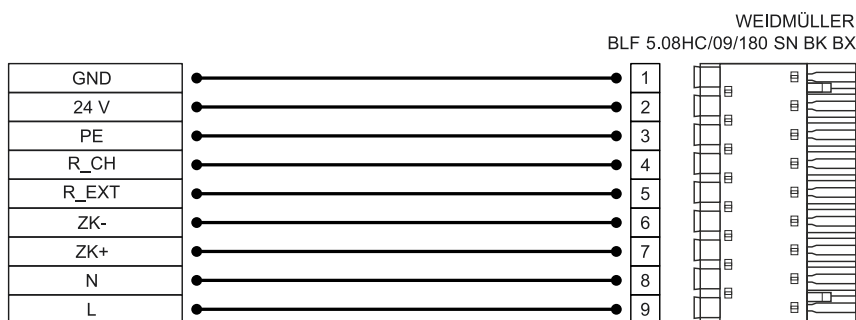 WEIDMÜLLER
BLF 5.08HC/09/180 SN BK BX
GND 1
24 V 2
PE 3
R_CH 4
R_EXT 5
ZK- 6
ZK+ 7
N 8
L 9